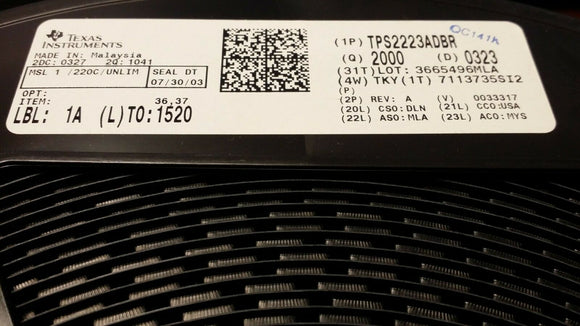 TEXAS
INSTRUMENTS
MADE IN: Malaysia
2DC: 0327 2Q: 1041
MSL 1 /220C/UNLIM
SEAL DT
07/30/03
OPT:
ITEM: 36,37
LBL: 1A (L)TO:1520
OC141K
(1P) TPS2223ADBR
(Q) 2000 (D) 0323
(31T)LOT: 3665496MLA
(4W) TKY(1T) 7113735SI2
(P)
(2P) REV: A (V) 0033317
(20L) CSO:DLN (21L) CCO:USA
(22L) ASO:MLA (23L) ACO:MYS